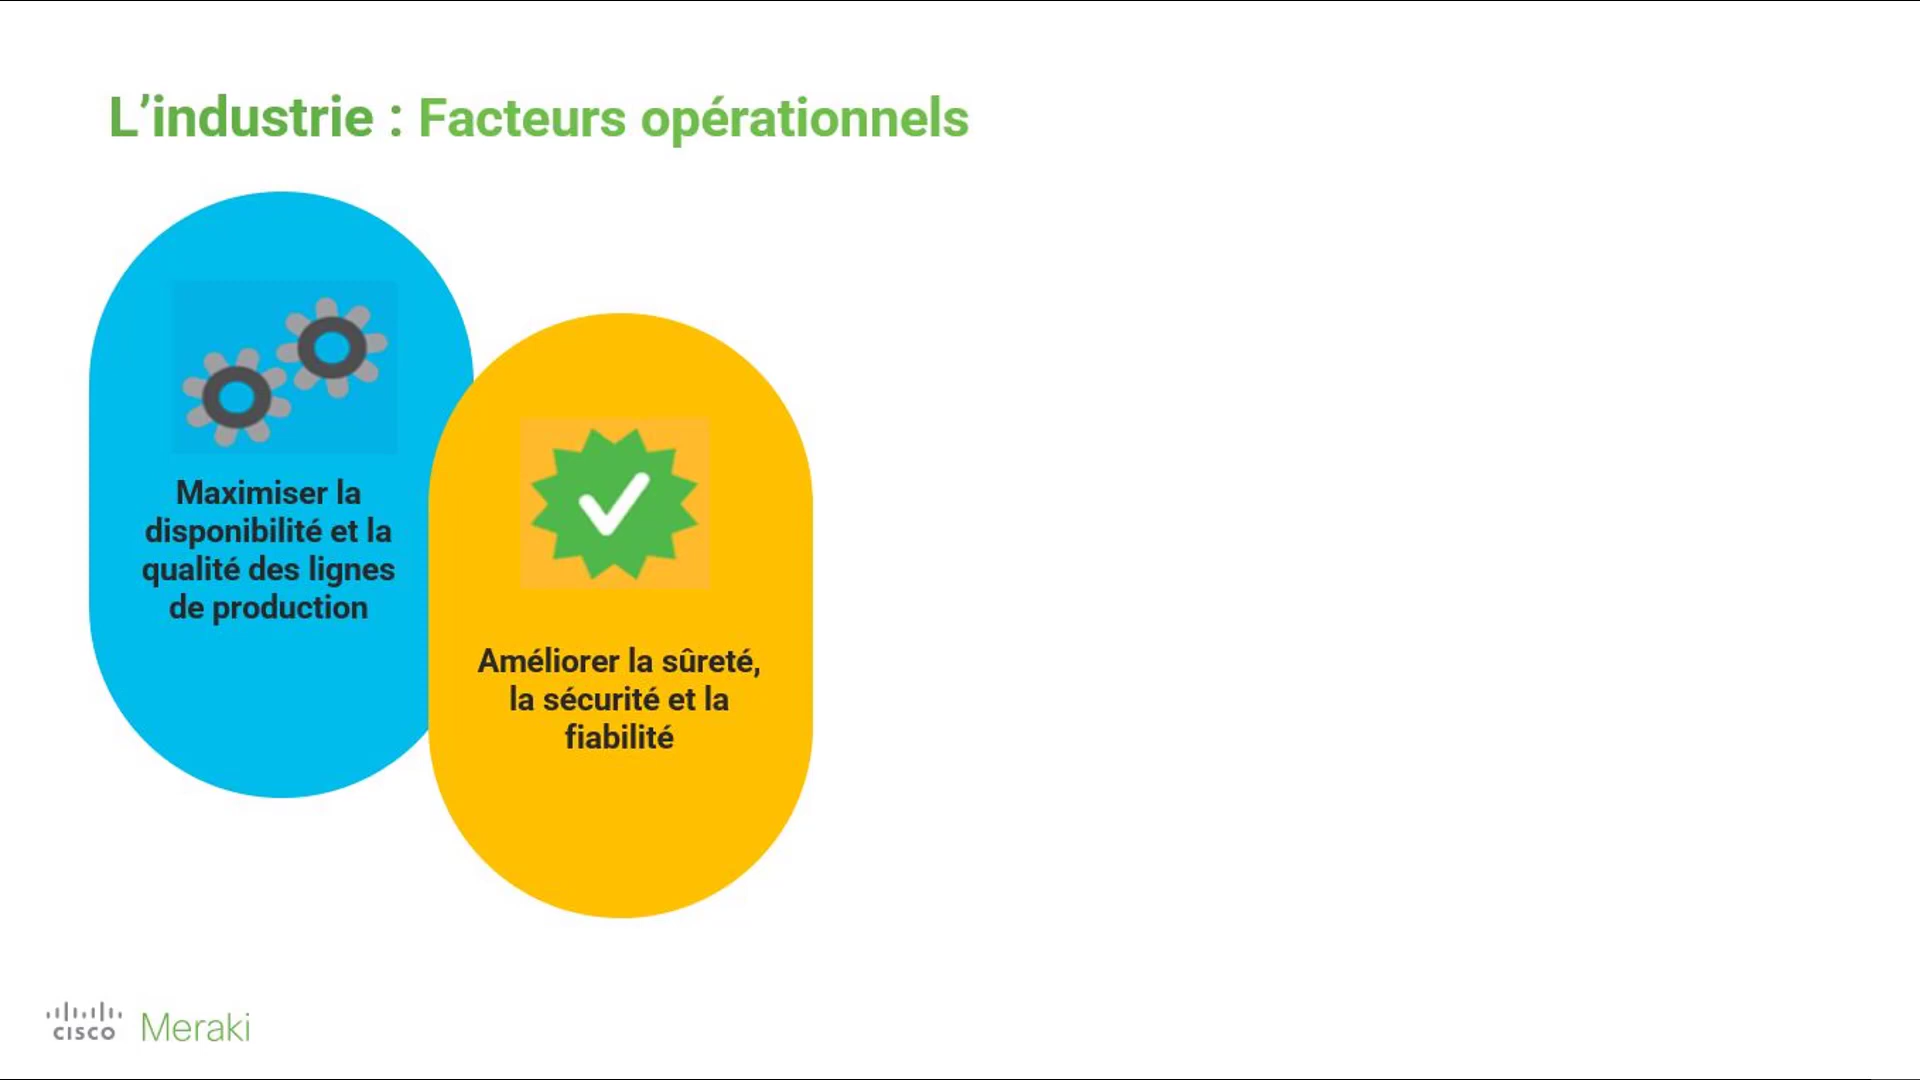 L’industrie : Facteurs opérationnels
Maximiser la
disponibilité et la
qualité des lignes
de production
Améliorer la sûreté,
la sécurité et la
fiabilité
CISCO Meraki